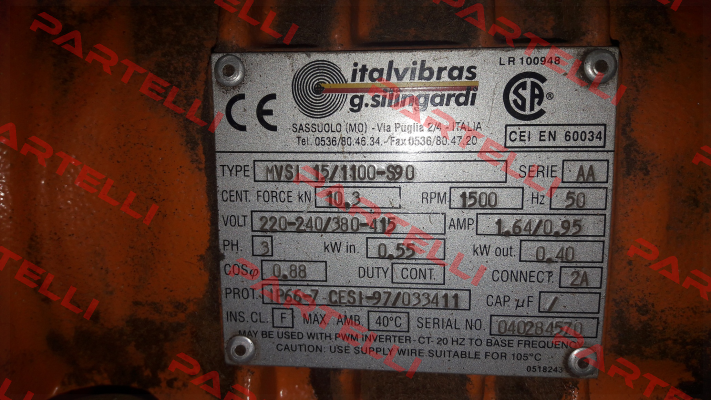 italvibras
g.silingardi
LR 100948
CE
SA
®
SASSUOLO (MO) - Via Puglia 2/4 - ITALIA
Tel. 0536/80.46.34. - Fax 0536/80.47.20
CEI EN 60034
TYPE MVSI 15/1100-S90 SERIE AA
CENT. FORCE kN 10,3 RPM 1500 Hz 50
VOLT 220-240/380-415 AMP. 1.64/0.95
PH. 3 kW in. 0.55 kW out. 0.40
COSφ 0.88 DUTY CONT. CONNECT. 2A
PROT. IP66-7 CESI-97/033411 CAP µF /
INS.CL. F MAX. AMB. 40°C SERIAL NO. 040284570
MAY BE USED WITH PWM INVERTER -CT- 20 HZ TO BASE FREQUENCY
CAUTION: USE SUPPLY WIRE SUITABLE FOR 105°C
0518243
PARTELLI
PARTELLI
PARTELLI
PARTELLI
PARTELLI
PARTELLI